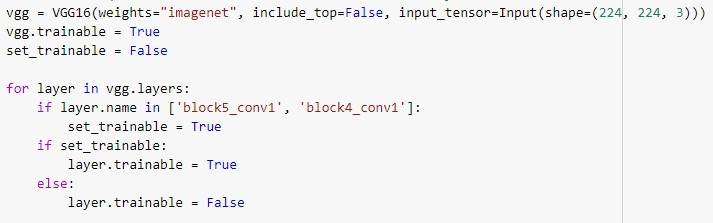 vgg = VGG16(weights="imagenet", include_top=False, input_tensor=Input(shape=(224, 224, 3)))
vgg.trainable = True
set_trainable = False

for layer in vgg.layers:
    if layer.name in ['block5_conv1', 'block4_conv1']:
        set_trainable = True
    if set_trainable:
        layer.trainable = True
    else:
        layer.trainable = False